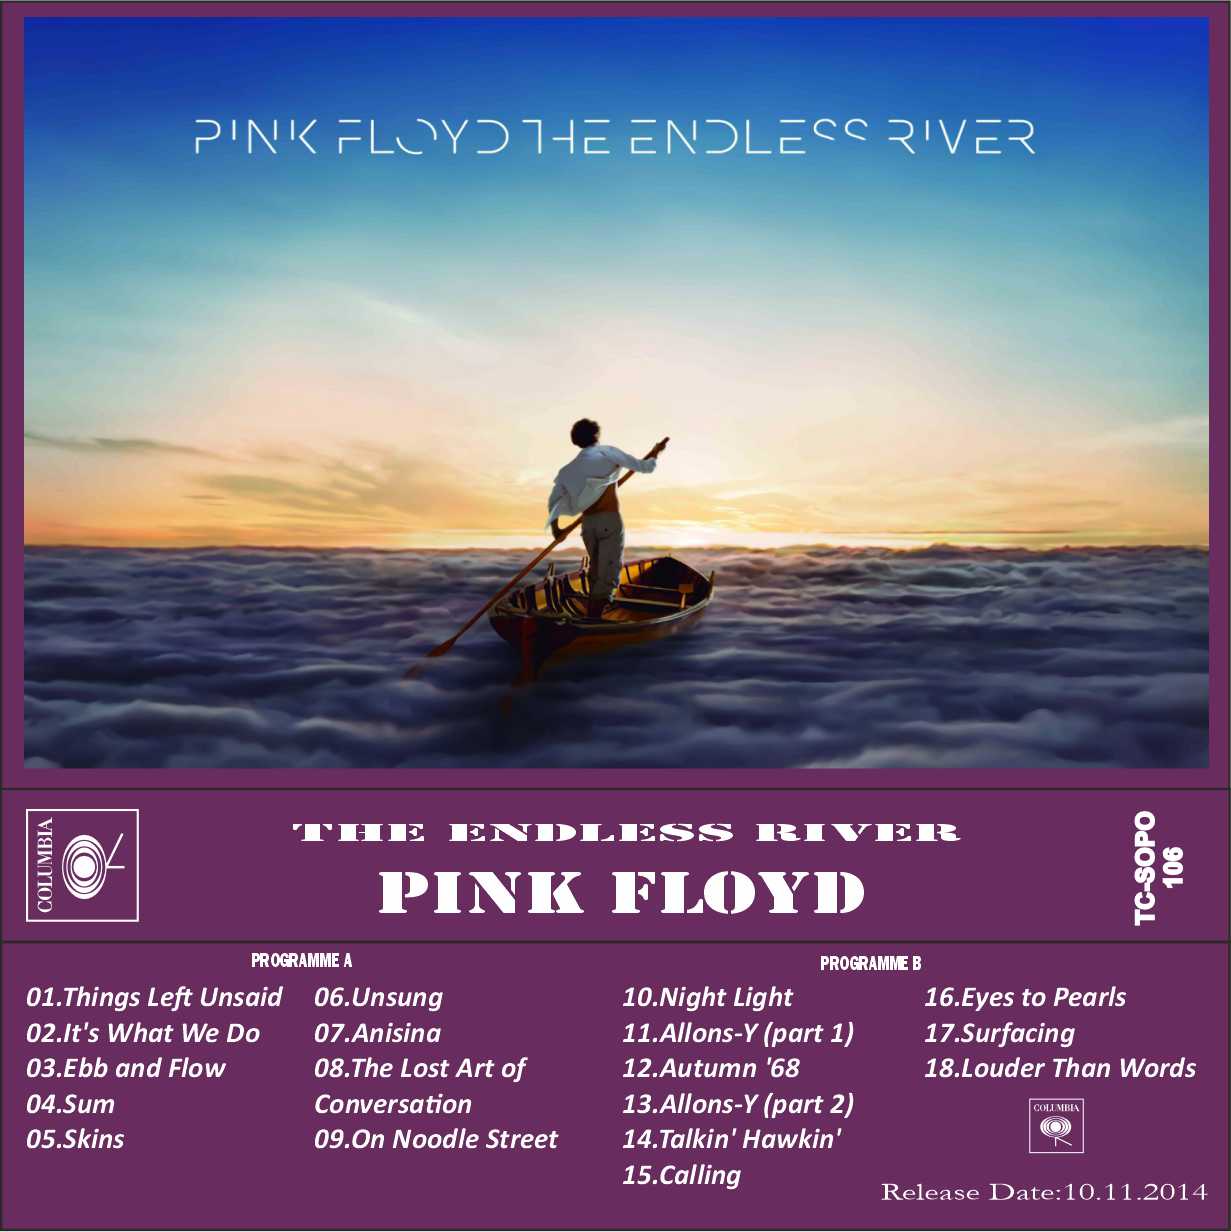 PINK FLOYD THE ENDLESS RIVER
COLUMBIA
THE ENDLESS RIVER
PINK FLOYD
TC-SOPO
106
PROGRAMME A
01.Things Left Unsaid
02.It's What We Do
03.Ebb and Flow
04.Sum
05.Skins
06.Unsung
07.Anisina
08.The Lost Art of
Conversation
09.On Noodle Street
PROGRAMME B
10.Night Light
11.Allons-Y (part 1)
12.Autumn '68
13.Allons-Y (part 2)
14.Talkin' Hawkin'
15.Calling
16.Eyes to Pearls
17.Surfacing
18.Louder Than Words
COLUMBIA
Release Date:10.11.2014